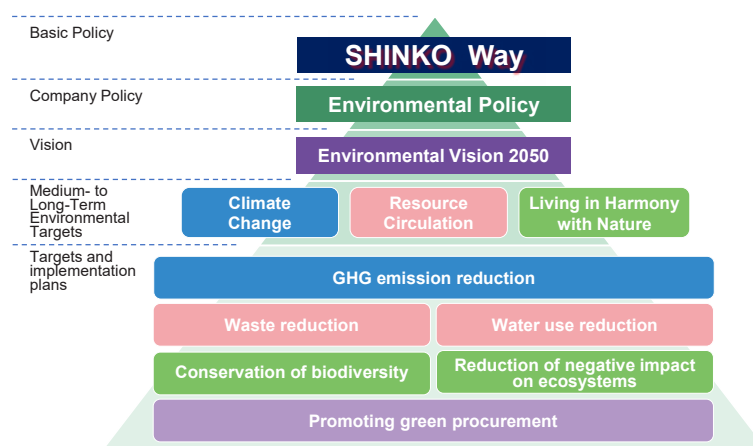 Basic Policy
SHINKO Way
Company Policy
Environmental Policy
Vision
Environmental Vision 2050
Medium- to
Long-Term
Environmental
Targets
Climate
Change
Resource
Circulation
Living in Harmony
with Nature
Targets and
implementation
plans
GHG emission reduction
Waste reduction
Water use reduction
Conservation of biodiversity
Reduction of negative impact
on ecosystems
Promoting green procurement